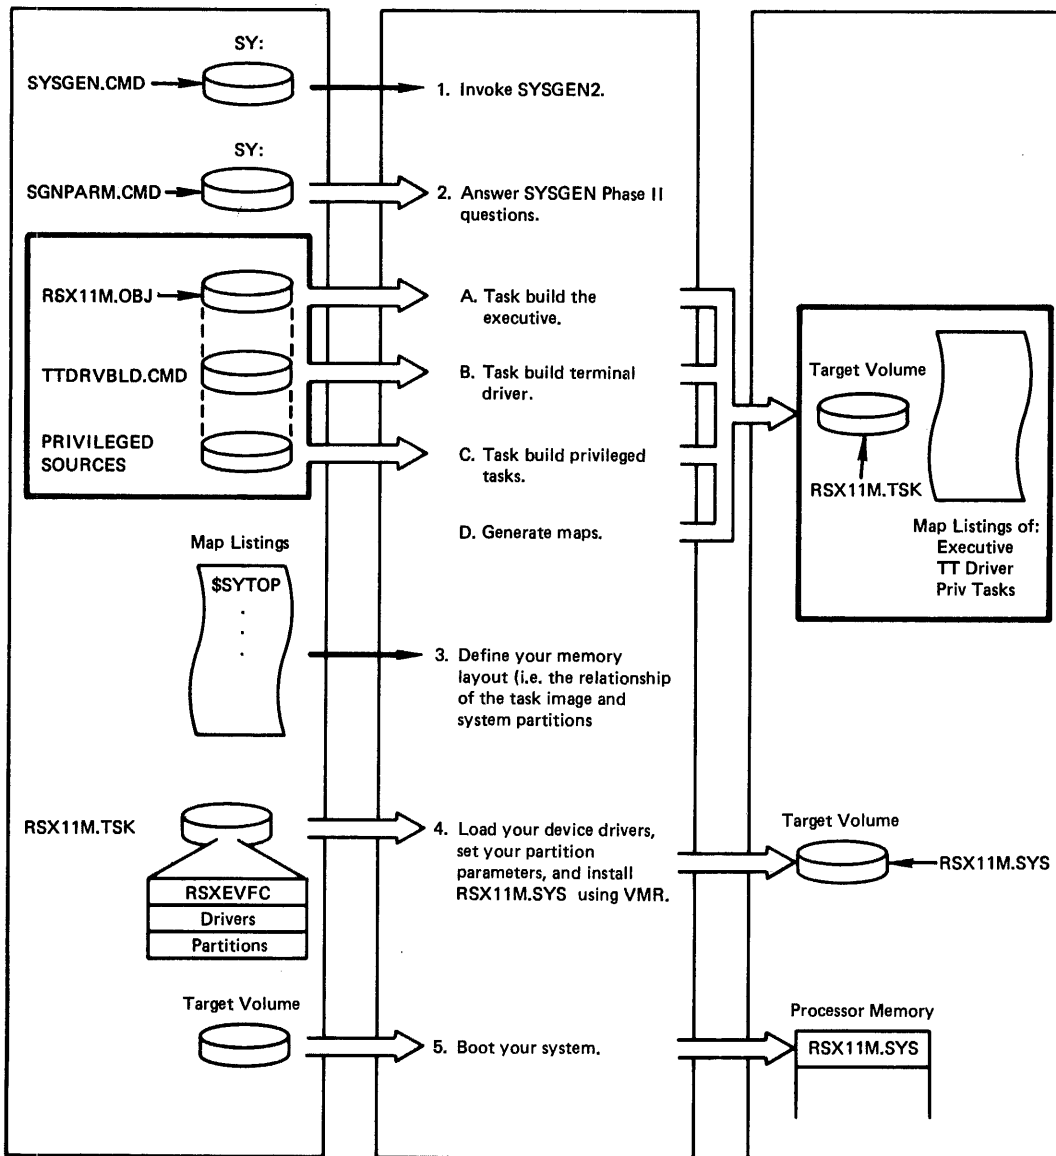 SY:
SYSGEN.CMD
1. Invoke SYSGEN2.
SY:
SGNPARM.CMD
2. Answer SYSGEN Phase II
questions.
RSX11M.OBJ
A. Task build the
executive.
TTDRVBLD.CMD
B. Task build terminal
driver.
PRIVILEGED
SOURCES
C. Task build privileged
tasks.
D. Generate maps.
Target Volume
RSX11M.TSK
Map Listings of:
Executive
TT Driver
Priv Tasks
Map Listings
$SYTOP
.
.
.
3. Define your memory
layout (i.e. the relationship
of the task image and
system partitions
RSX11M.TSK
RSXEVFC
Drivers
Partitions
4. Load your device drivers,
set your partition
parameters, and install
RSX11M.SYS using VMR.
Target Volume
RSX11M.SYS
Target Volume
5. Boot your system.
Processor Memory
RSX11M.SYS